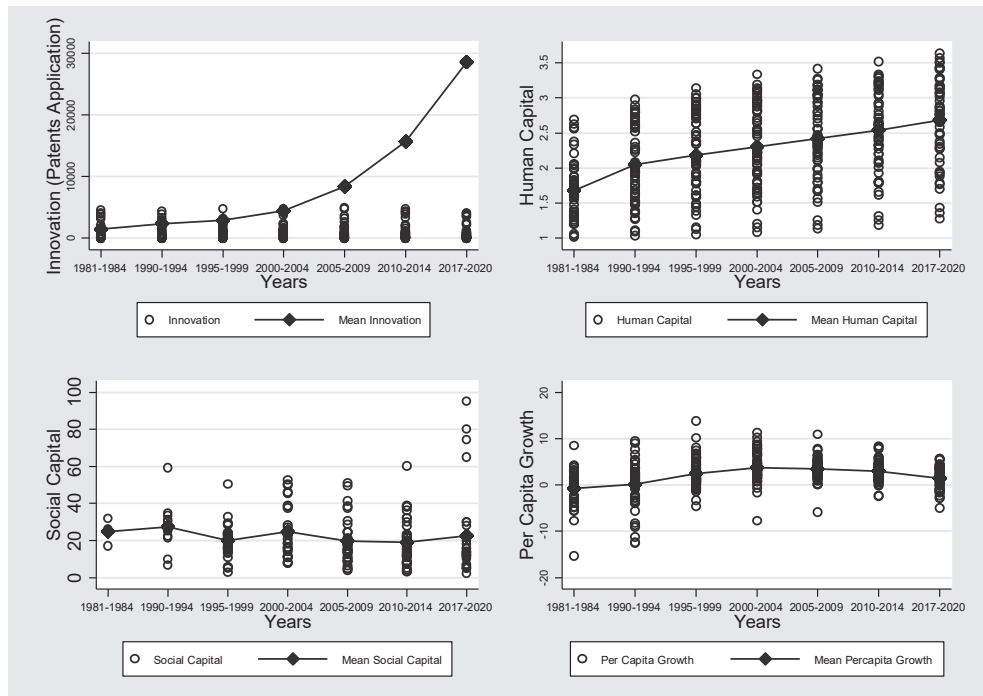 Innovation (Patents Application)
30000
20000
10000
0
1981-1984 1990-1994 1995-1999 2000-2004 2005-2009 2010-2014 2017-2020
Years
Innovation Mean Innovation
Human Capital
3.5
3
2.5
2
1.5
1
1981-1984 1990-1994 1995-1999 2000-2004 2005-2009 2010-2014 2017-2020
Years
Human Capital Mean Human Capital
Social Capital
100
80
60
40
20
0
1981-1984 1990-1994 1995-1999 2000-2004 2005-2009 2010-2014 2017-2020
Years
Social Capital Mean Social Capital
Per Capita Growth
20
10
0
-10
-20
1981-1984 1990-1994 1995-1999 2000-2004 2005-2009 2010-2014 2017-2020
Years
Per Capita Growth Mean Percapita Growth